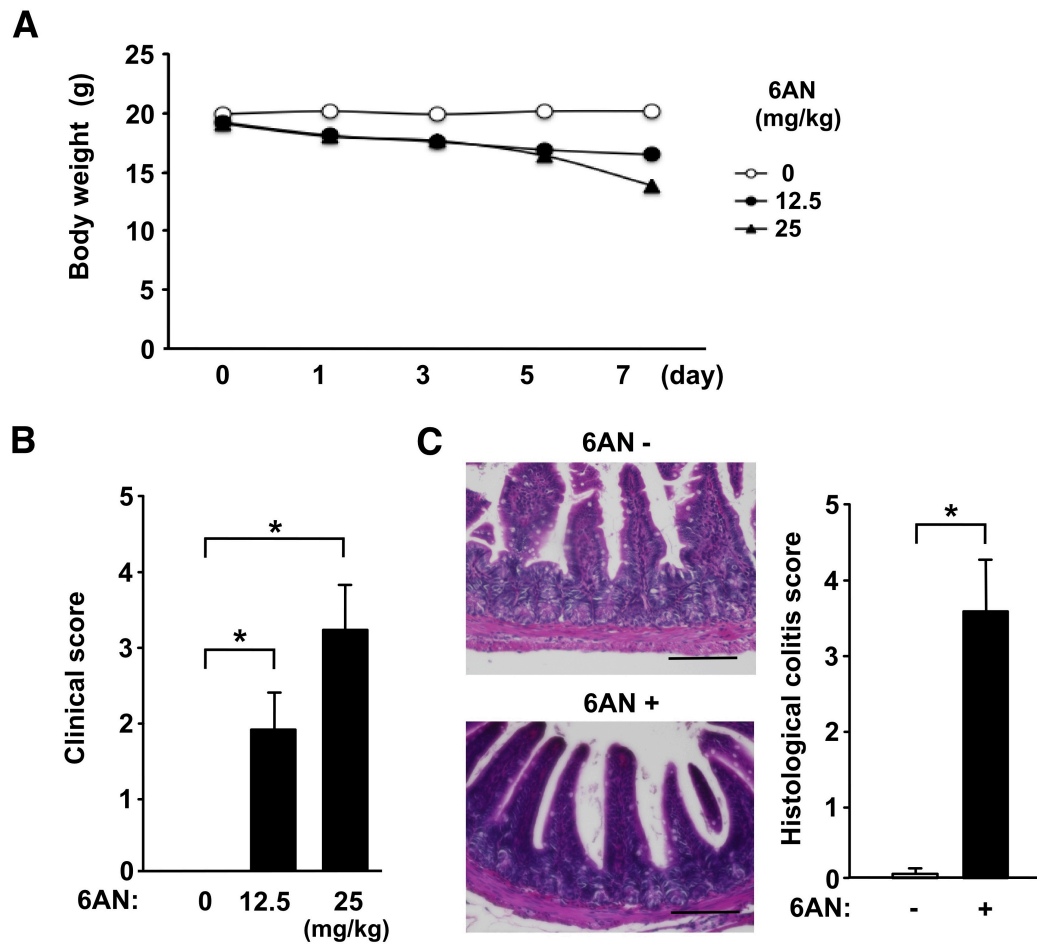 A
Body weight (g)
25
20
15
10
5
0
0 1 3 5 7 (day)
6AN
(mg/kg)
0
12.5
25
B
Clinical score
5
4
3
2
1
0
*
*
6AN: 0 12.5 25
(mg/kg)
C
6AN -
6AN +
Histological colitis score
5
4
3
2
1
0
*
6AN: - +